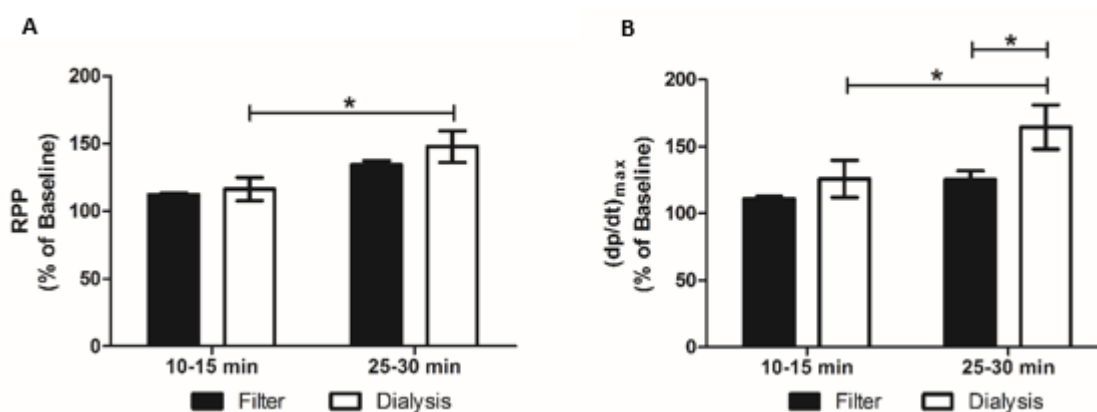 A
RPP
(% of Baseline)
200
150
100
50
0
*
10-15 min
25-30 min
Filter
Dialysis
B
(dp/dt)max
(% of Baseline)
200
150
100
50
0
*
*
10-15 min
25-30 min
Filter
Dialysis